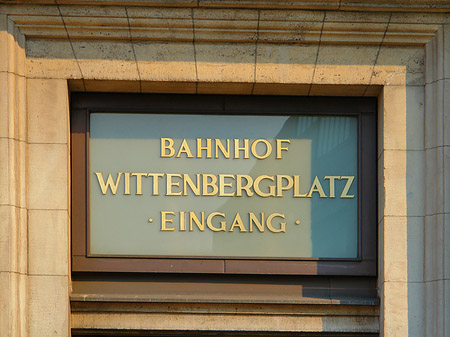 BAHNHOF
WITTENBERGPLATZ
· EINGANG ·